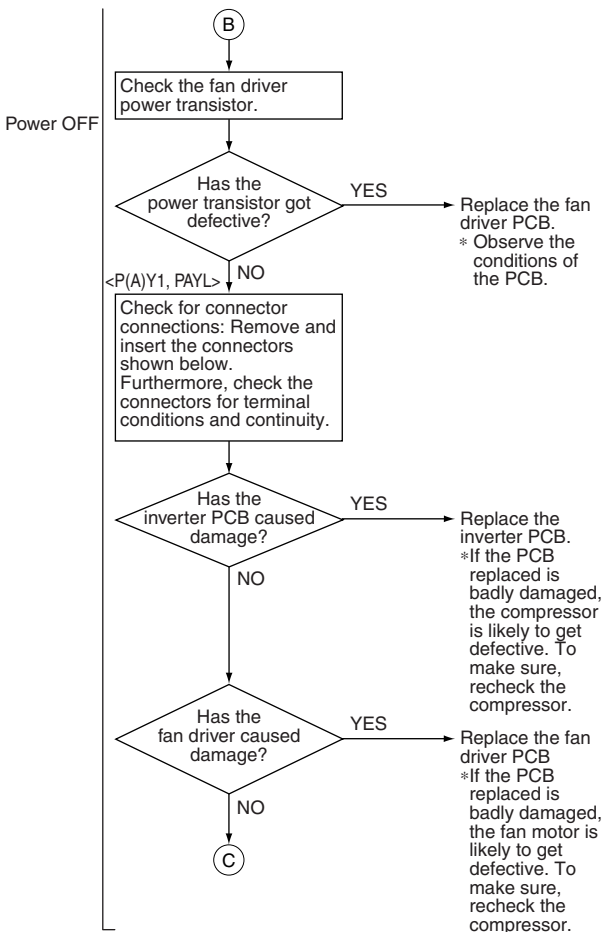 B
Check the fan driver
power transistor.
Power OFF
Has the
power transistor got
defective?
YES
Replace the fan
driver PCB.
* Observe the
conditions of
the PCB.
NO
<P(A)Y1, PAYL>
Check for connector
connections: Remove and
insert the connectors
shown below.
Furthermore, check the
connectors for terminal
conditions and continuity.
Has the
inverter PCB caused
damage?
YES
Replace the
inverter PCB.
*If the PCB
replaced is
badly damaged,
the compressor
is likely to get
defective. To
make sure,
recheck the
compressor.
NO
Has the
fan driver caused
damage?
YES
Replace the fan
driver PCB
*If the PCB
replaced is
badly damaged,
the fan motor is
likely to get
defective. To
make sure,
recheck the
compressor.
NO
C